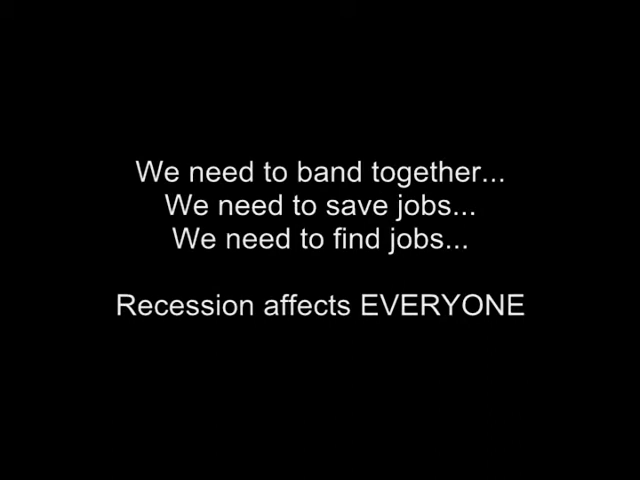 We need to band together...
We need to save jobs...
We need to find jobs...
Recession affects EVERYONE